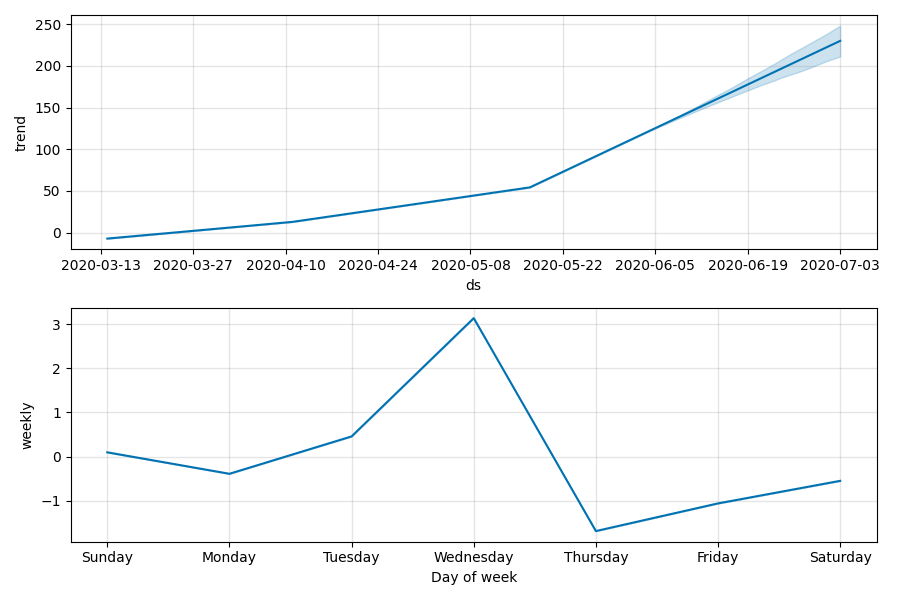 250
200
150
100
50
0
trend
2020-03-13 2020-03-27 2020-04-10 2020-04-24 2020-05-08 2020-05-22 2020-06-05 2020-06-19 2020-07-03
ds
3
2
1
0
−1
weekly
Sunday Monday Tuesday Wednesday Thursday Friday Saturday
Day of week